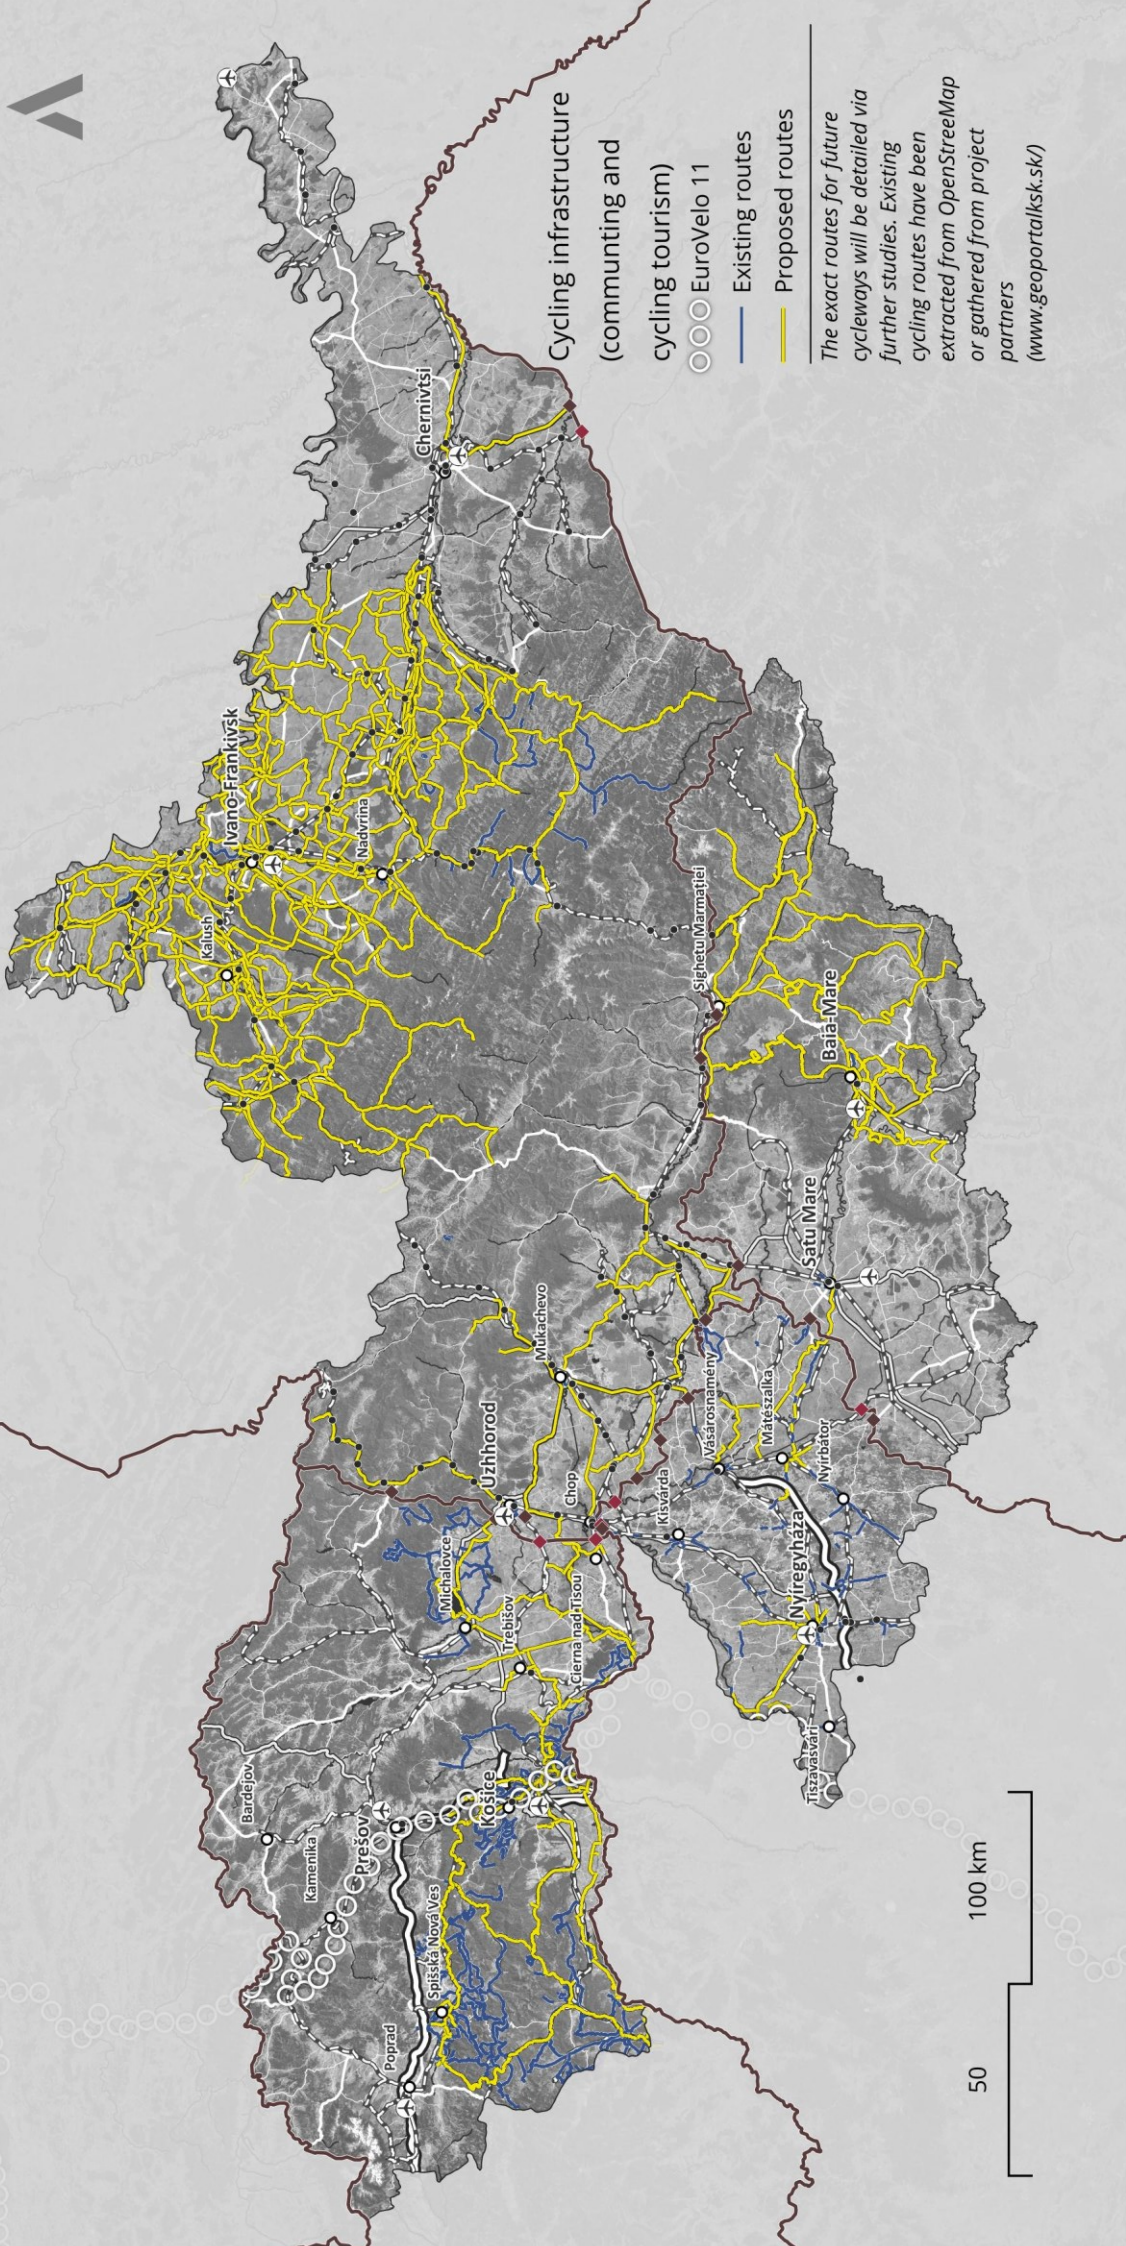 Cycling infrastructure
(communting and
cycling tourism)
EuroVelo 11
Existing routes
Proposed routes
The exact routes for future
cycleways will be detailed via
further studies. Existing
cycling routes have been
extracted from OpenStreeMap
or gathered from project
partners
(www.geoportalksk.sk/)
Poprad
Spišská Nová Ves
Kamenika
Bardejov
Prešov
Košice
Trebišov
Michalovce
Cierna nad Tisou
Uzhhorod
Chop
Mukachevo
Tiszavasvári
Nyíregyháza
Kisvárda
Nyírbátor
Mátészalka
Vásárosnamény
Satu Mare
Baia-Mare
Sighetu Marmației
Kalush
Ivano-Frankivsk
Nadvrina
Chernivtsi
50
100 km